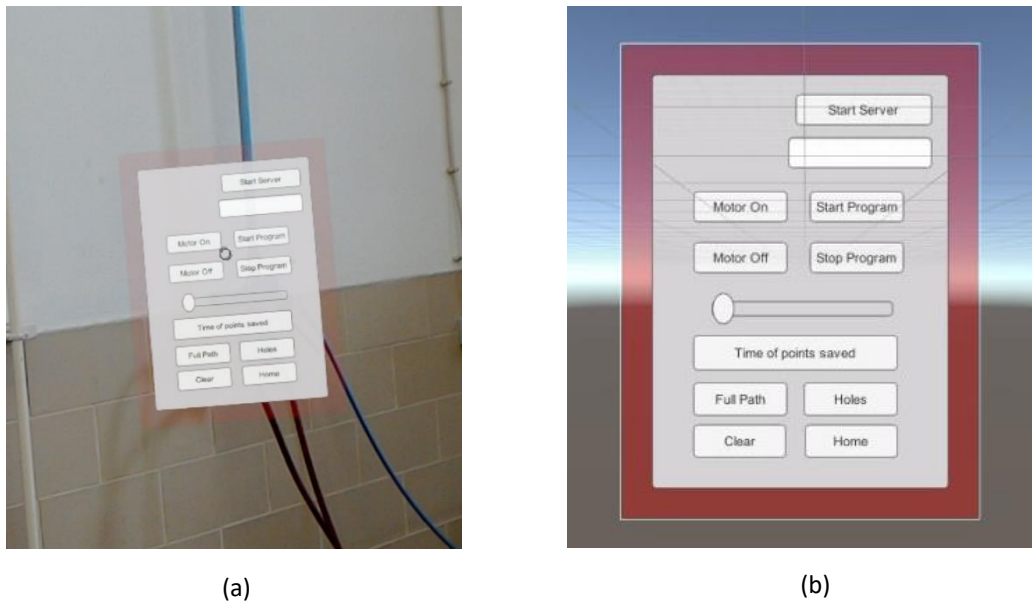 Start Server
Motor On Start Program
Motor Off Stop Program
Time of points saved
Full Path Holes
Clear Home
(a)
Start Server
Motor On Start Program
Motor Off Stop Program
Time of points saved
Full Path Holes
Clear Home
(b)